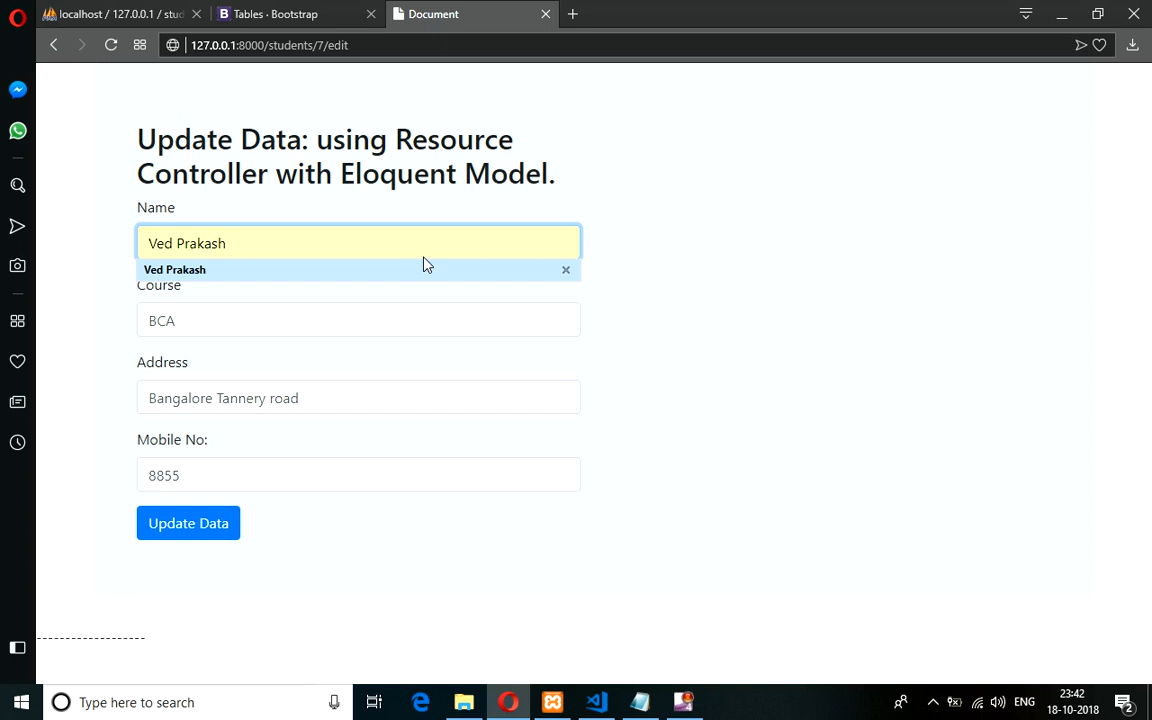 localhost / 127.0.0.1 / stud
B Tables · Bootstrap
Document
127.0.0.1:8000/students/7/edit
Update Data: using Resource
Controller with Eloquent Model.
Name
Ved Prakash
Ved Prakash
Course
BCA
Address
Bangalore Tannery road
Mobile No:
8855
Update Data
---------------------
Type here to search
ENG
23:42
18-10-2018
2